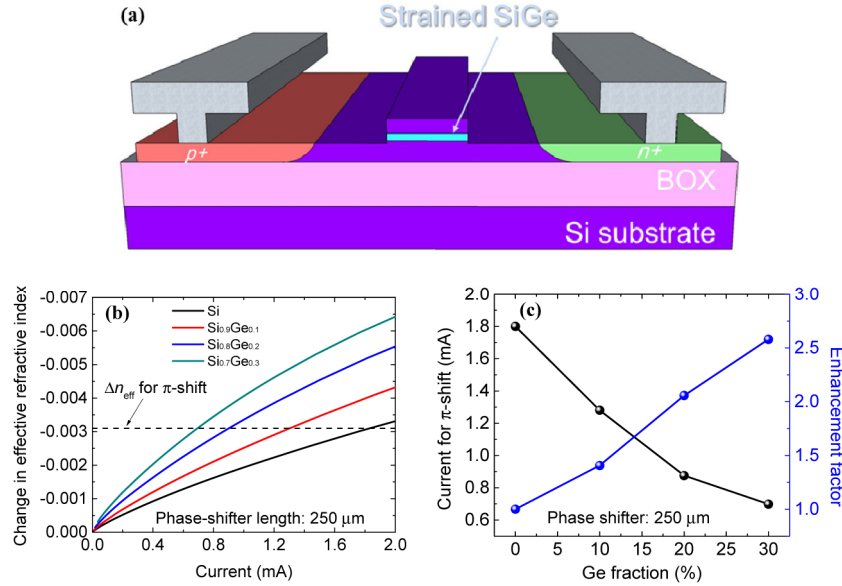 (a)
Strained SiGe
p+
n+
BOX
Si substrate
(b)
Si
Si0.9Ge0.1
Si0.8Ge0.2
Si0.7Ge0.3
Δneff for π-shift
Phase-shifter length: 250 μm
Change in effective refractive index
-0.007
-0.006
-0.005
-0.004
-0.003
-0.002
-0.001
0.000
0.0 0.4 0.8 1.2 1.6 2.0
Current (mA)
(c)
Current for π-shift (mA)
2.0
1.8
1.6
1.4
1.2
1.0
0.8
0.6
Phase shifter: 250 μm
0 5 10 15 20 25 30
Ge fraction (%)
3.0
2.5
2.0
1.5
1.0
Enhancement factor